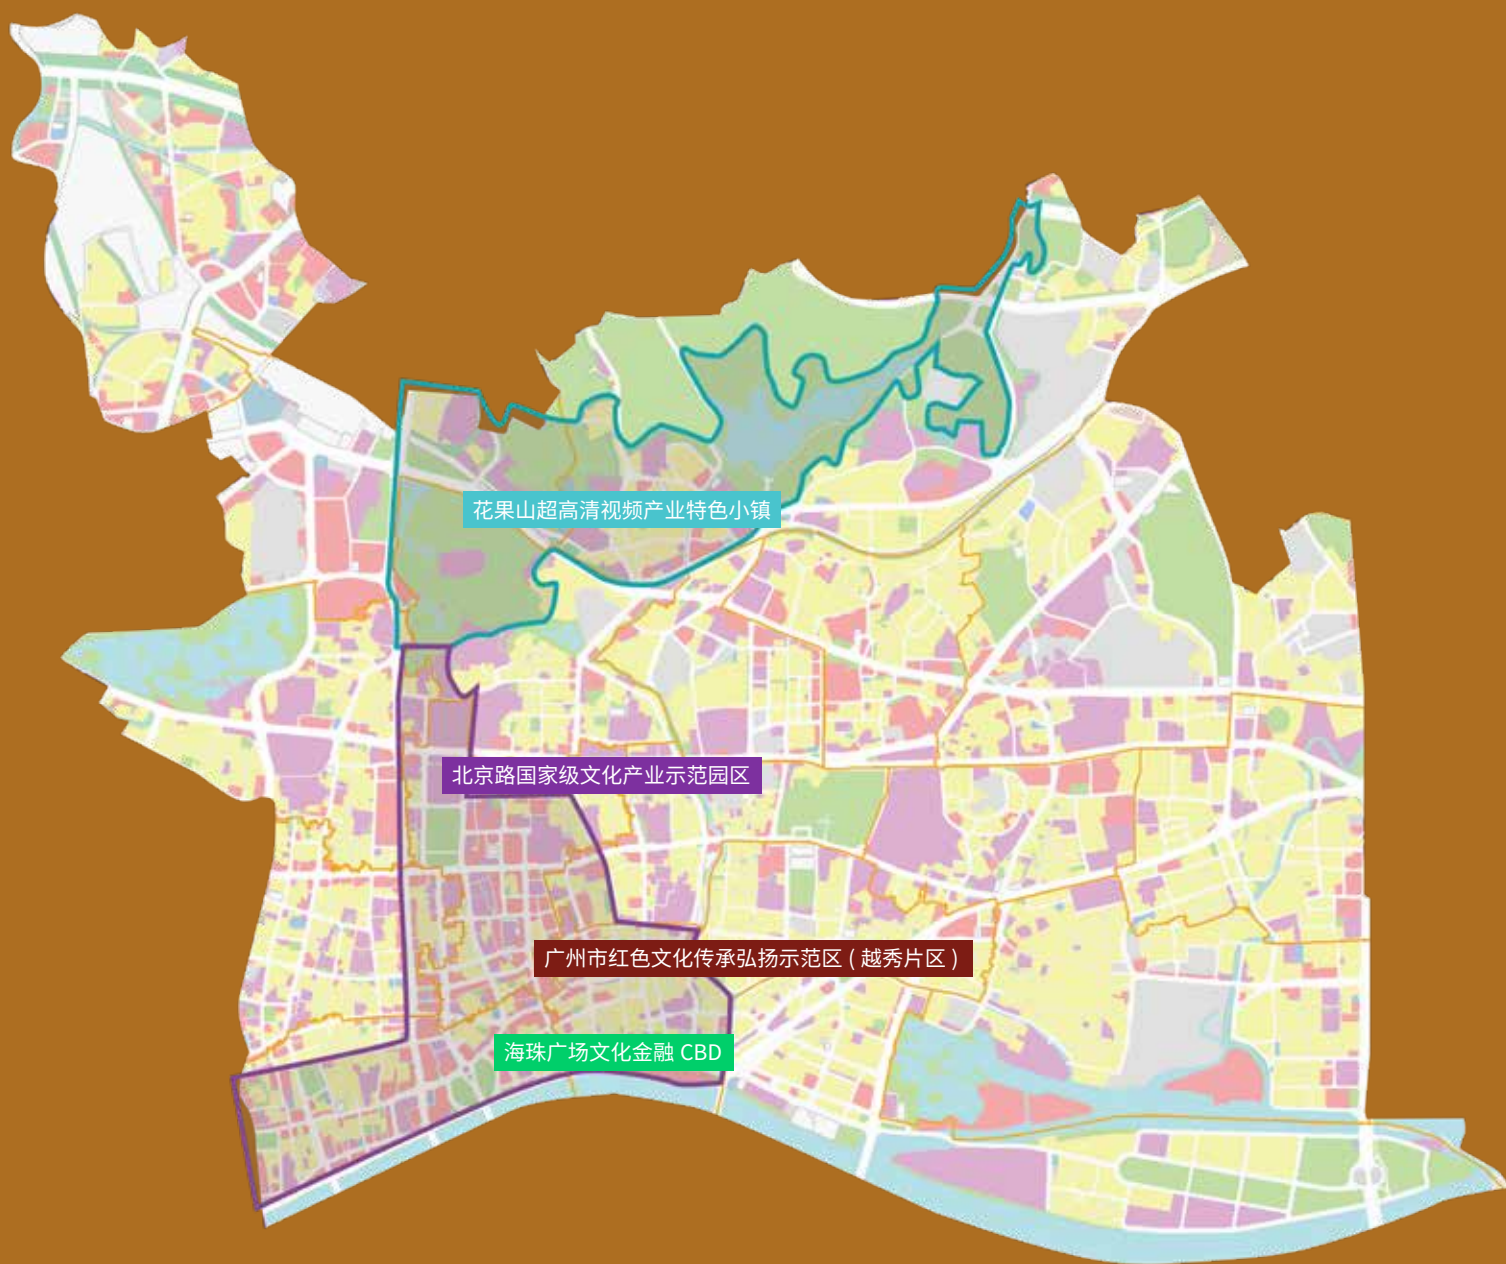 花果山超高清视频产业特色小镇
北京路国家级文化产业示范园区
广州市红色文化传承弘扬示范区 ( 越秀片区 )
海珠广场文化金融 CBD